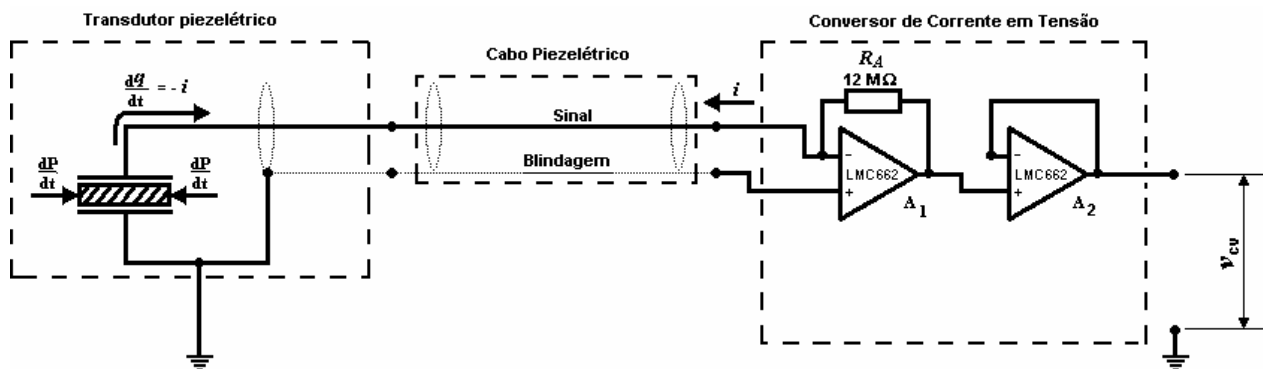 Transdutor piezelétrico
Cabo Piezelétrico
Conversor de Corrente em Tensão
dq/dt = - i
i
R_A
12 MΩ
Sinal
Blindagem
dP/dt
dP/dt
-
+
LMC662
A1
-
+
LMC662
A2
v_cv